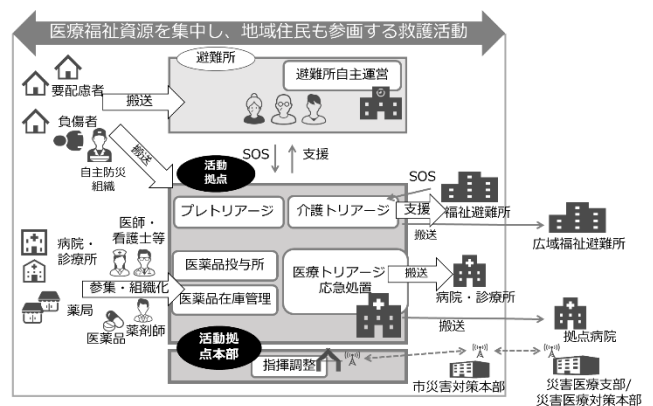 医療福祉資源を集中し、地域住民も参画する救護活動
避難所
避難所自主運営
要配慮者
搬送
負傷者
自主防災
組織
搬送
SOS
支援
活動
拠点
プレトリアージ
介護トリアージ
SOS
支援
福祉避難所
搬送
広域福祉避難所
医師・
看護士等
病院・
診療所
参集・組織化
薬局
医薬品
薬剤師
医薬品投与所
医薬品在庫管理
医療トリアージ
応急処置
搬送
病院・診療所
搬送
拠点病院
活動拠
点本部
指揮調整
市災害対策本部
災害医療支部/
災害医療対策本部